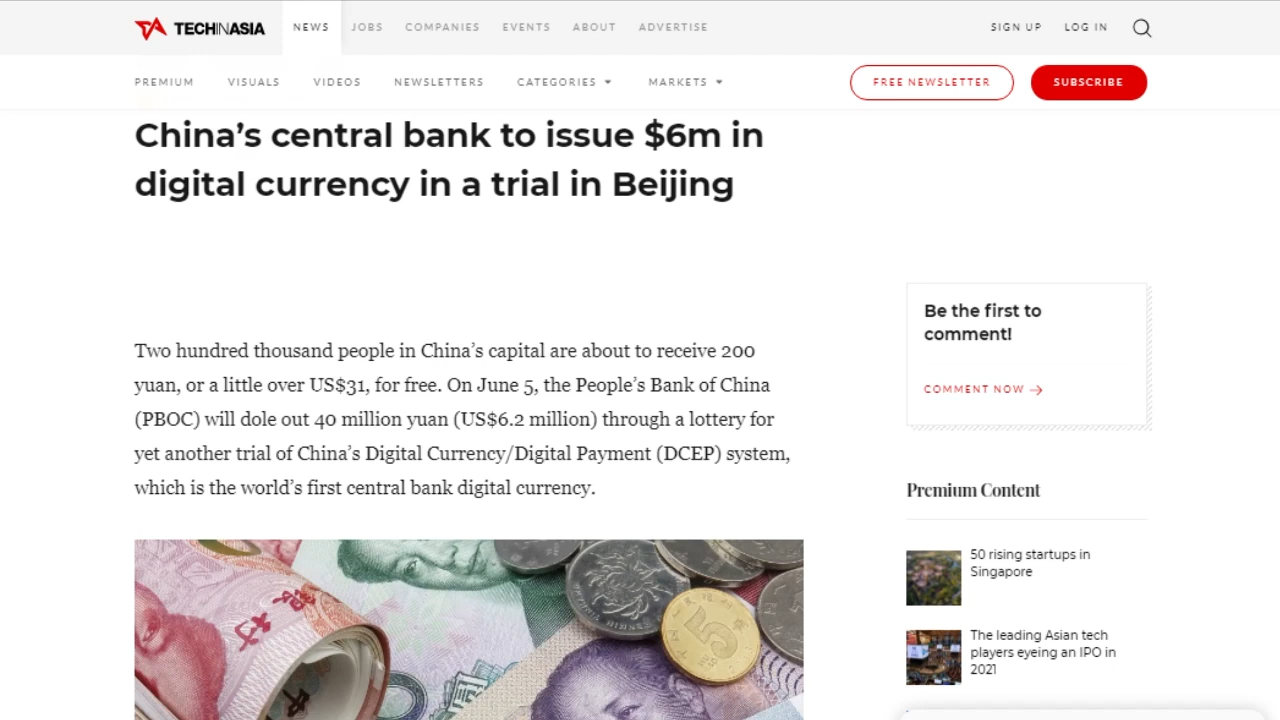 TECHINASIA
NEWS
JOBS
COMPANIES
EVENTS
ABOUT
ADVERTISE
SIGN UP
LOG IN
PREMIUM
VISUALS
VIDEOS
NEWSLETTERS
CATEGORIES
MARKETS
FREE NEWSLETTER
SUBSCRIBE
China’s central bank to issue $6m in
digital currency in a trial in Beijing
Two hundred thousand people in China’s capital are about to receive 200
yuan, or a little over US$31, for free. On June 5, the People’s Bank of China
(PBOC) will dole out 40 million yuan (US$6.2 million) through a lottery for
yet another trial of China’s Digital Currency/Digital Payment (DCEP) system,
which is the world’s first central bank digital currency.
5
Be the first to
comment!
COMMENT NOW
Premium Content
50 rising startups in
Singapore
The leading Asian tech
players eyeing an IPO in
2021